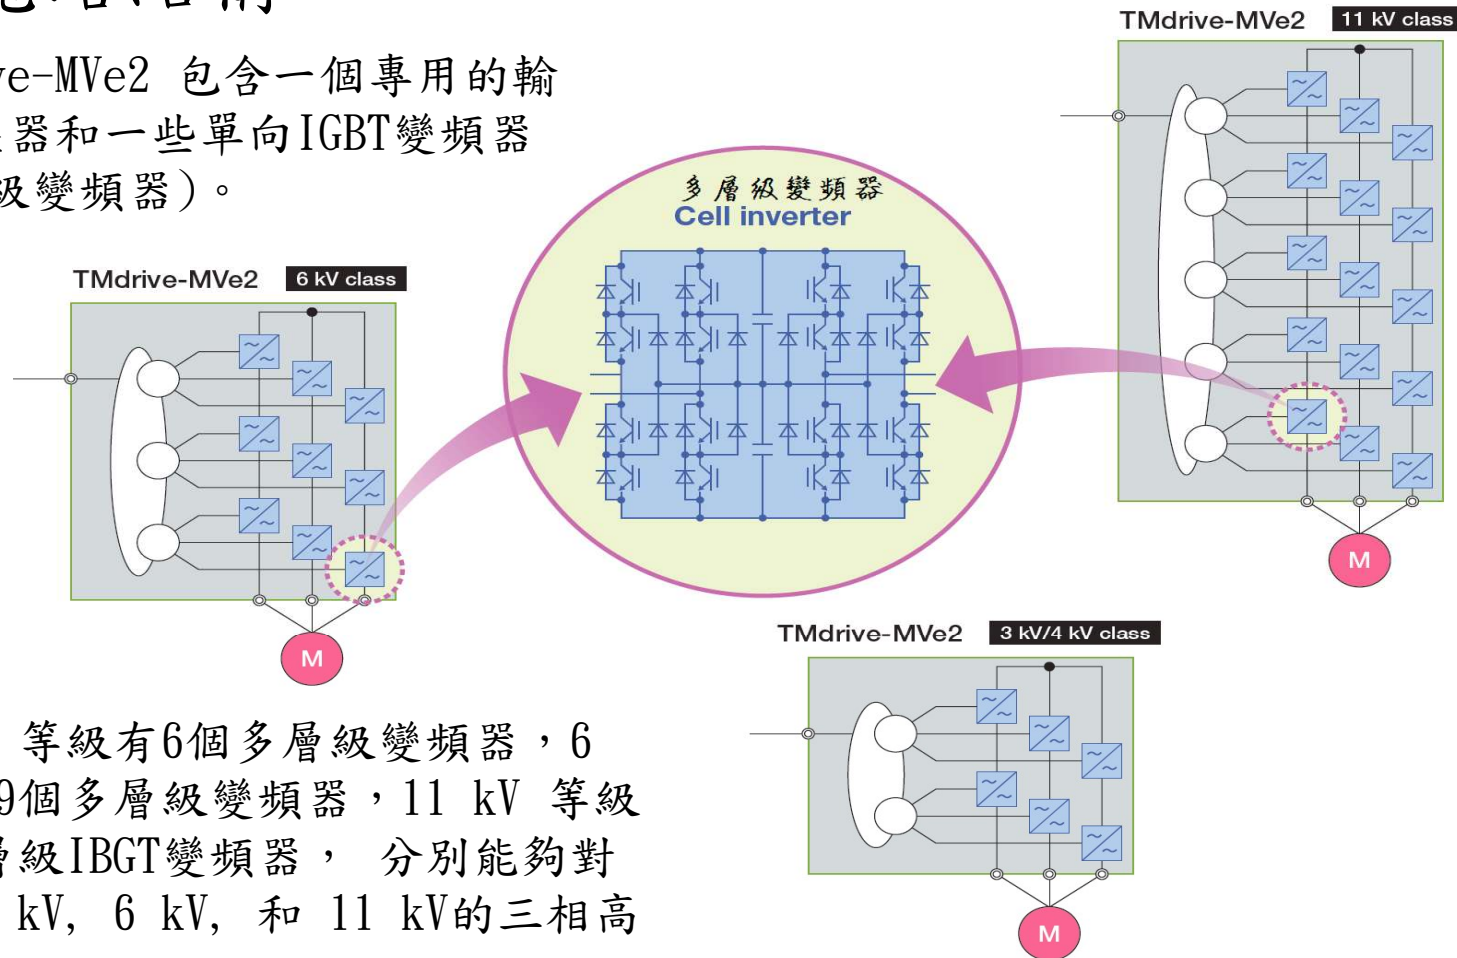 ve-MVe2 包含一個專用的輸
器和一些單向IGBT變頻器
級變頻器)。
TMdrive-MVe2 11 kV class
多層級變頻器
Cell inverter
TMdrive-MVe2 6 kV class
M
M
TMdrive-MVe2 3 kV/4 kV class
M
等級有6個多層級變頻器，6
9個多層級變頻器，11 kV 等級
層級IBGT變頻器， 分別能夠對
kV, 6 kV, 和 11 kV的三相高